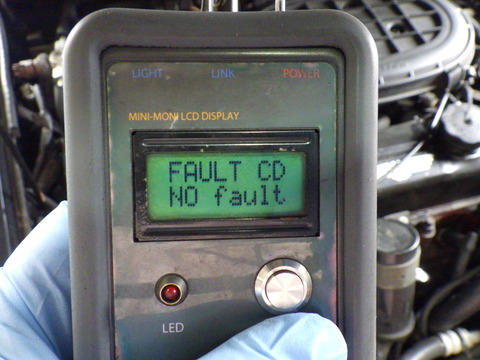 LIGHT LINK POWER
MINI-MONI LCD DISPLAY
FAULT CD
NO fault
LED